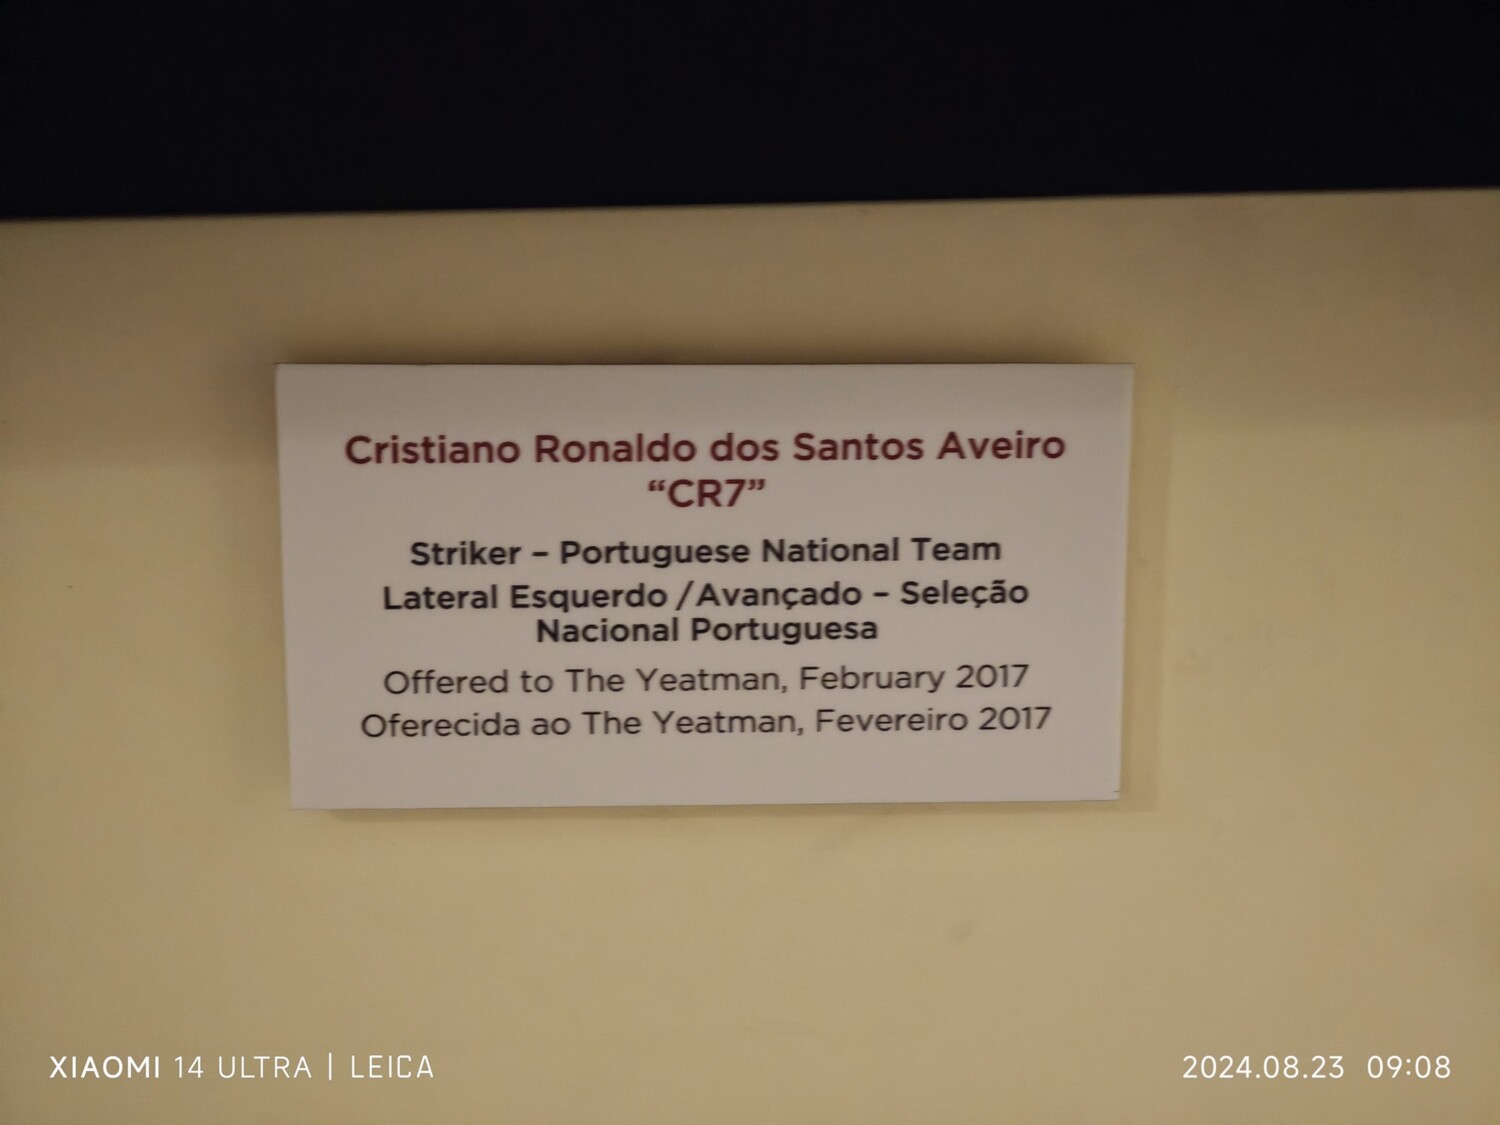 Cristiano Ronaldo dos Santos Aveiro
“CR7”
Striker – Portuguese National Team
Lateral Esquerdo /Avançado – Seleção
Nacional Portuguesa
Offered to The Yeatman, February 2017
Oferecida ao The Yeatman, Fevereiro 2017
XIAOMI 14 ULTRA | LEICA
2024.08.23 09:08